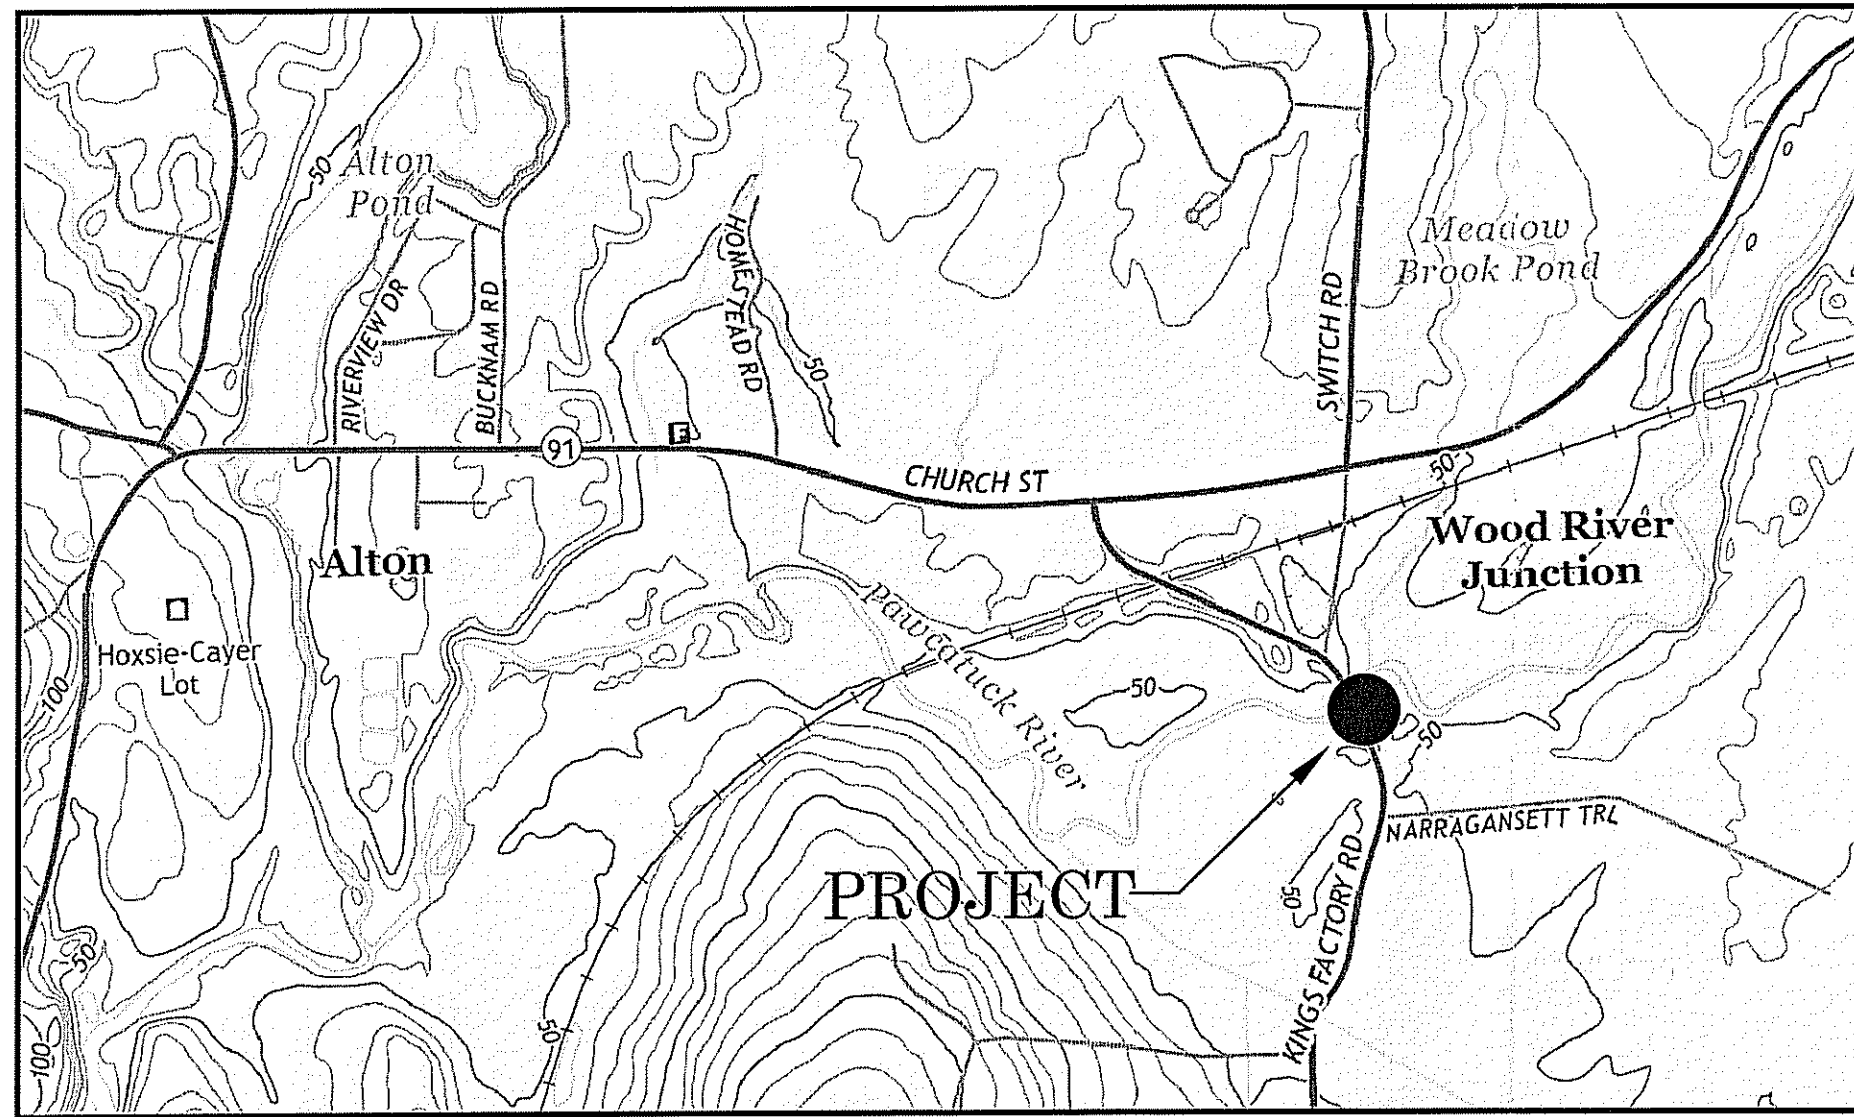 50
Alton
Pond
HOMESTEAD RD
Meadow
Brook Pond
RIVERVIEW DR
BUCKNAM RD
SWITCH RD
50
F
91
CHURCH ST
50
Wood River
Junction
Alton
Pawcatuck River
Hoxsie-Cayer
Lot
100
50
50
NARRAGANSETT TRL
PROJECT
50
KINGS FACTORY RD
50
50
100